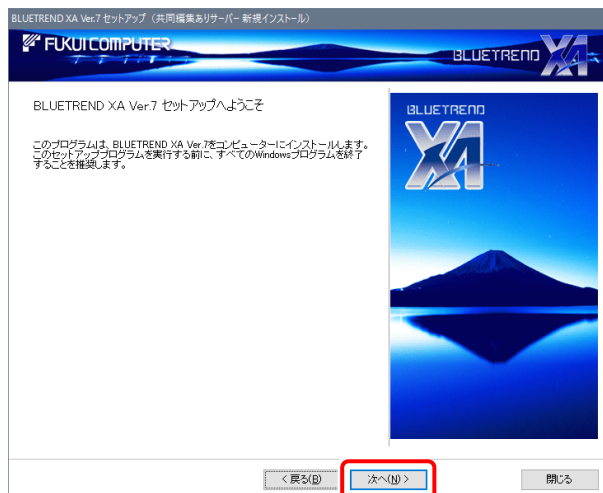 BLUETREND XA Ver.7 セットアップ（共同編集ありサーバー 新規インストール）
FUKUI COMPUTER
BLUETREND XA
BLUETREND XA Ver.7 セットアップへようこそ
BLUETREND
XA
このプログラムは、BLUETREND XA Ver.7をコンピューターにインストールします。
このセットアッププログラムを実行する前に、すべてのWindowsプログラムを終了
することを推奨します。
< 戻る(B)
次へ(N) >
閉じる